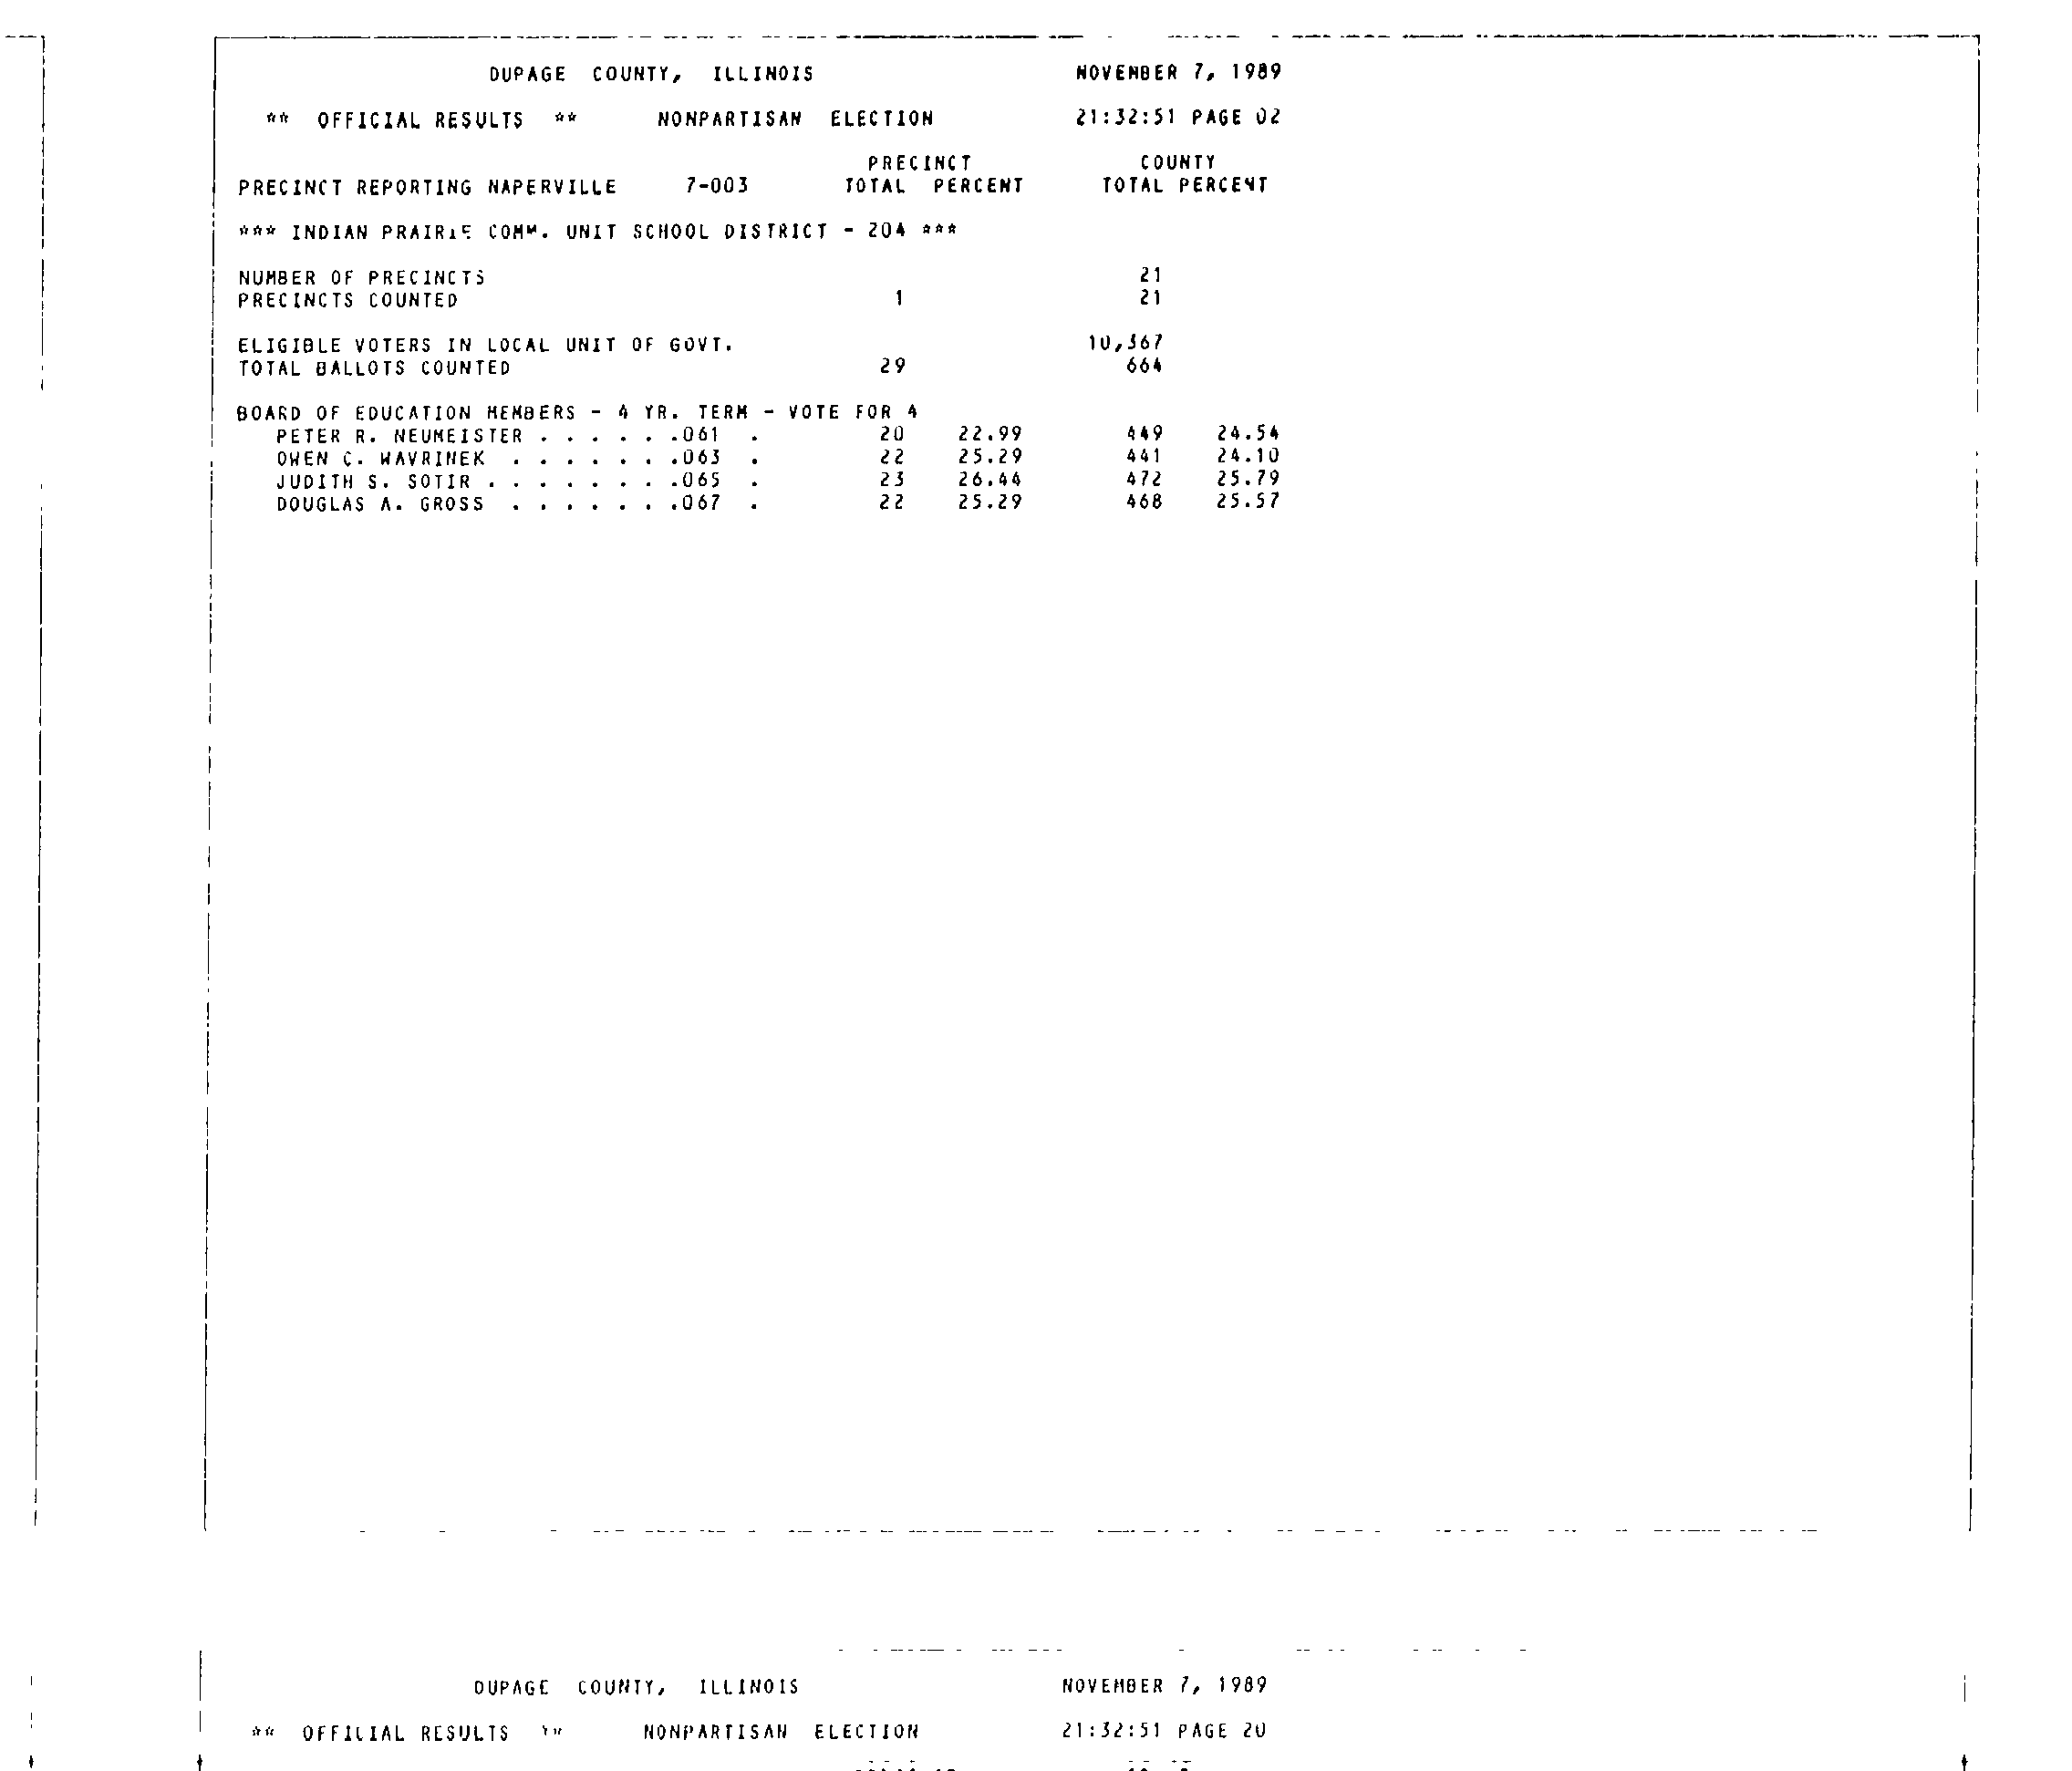 DUPAGE COUNTY, ILLINOIS NOVEMBER 7, 1989
** OFFICIAL RESULTS ** NONPARTISAN ELECTION 21:32:51 PAGE 02
PRECINCT COUNTY
PRECINCT REPORTING NAPERVILLE 7-003 TOTAL PERCENT TOTAL PERCENT
*** INDIAN PRAIRIE COMM. UNIT SCHOOL DISTRICT - 204 ***
NUMBER OF PRECINCTS 21
PRECINCTS COUNTED 1 21
ELIGIBLE VOTERS IN LOCAL UNIT OF GOVT. 10,367
TOTAL BALLOTS COUNTED 29 664
BOARD OF EDUCATION MEMBERS - 4 YR. TERM - VOTE FOR 4
PETER R. NEUMEISTER . . . . . .061 . 20 22.99 449 24.54
OWEN C. WAVRINEK . . . . . . .063 . 22 25.29 441 24.10
JUDITH S. SOTIR . . . . . . . .065 . 23 26.44 472 25.79
DOUGLAS A. GROSS . . . . . . .067 . 22 25.29 468 25.57
DUPAGE COUNTY, ILLINOIS NOVEMBER 7, 1989
** OFFICIAL RESULTS ** NONPARTISAN ELECTION 21:32:51 PAGE 20